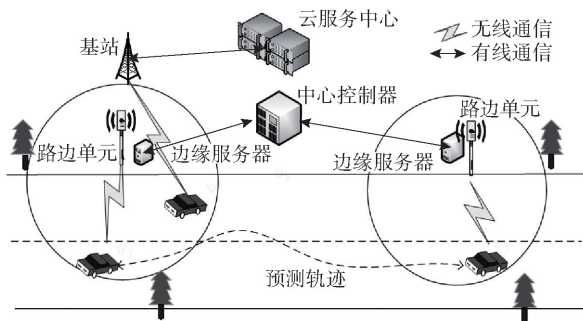 云服务中心
基站
无线通信
有线通信
中心控制器
路边单元
路边单元
边缘服务器
边缘服务器
预测轨迹